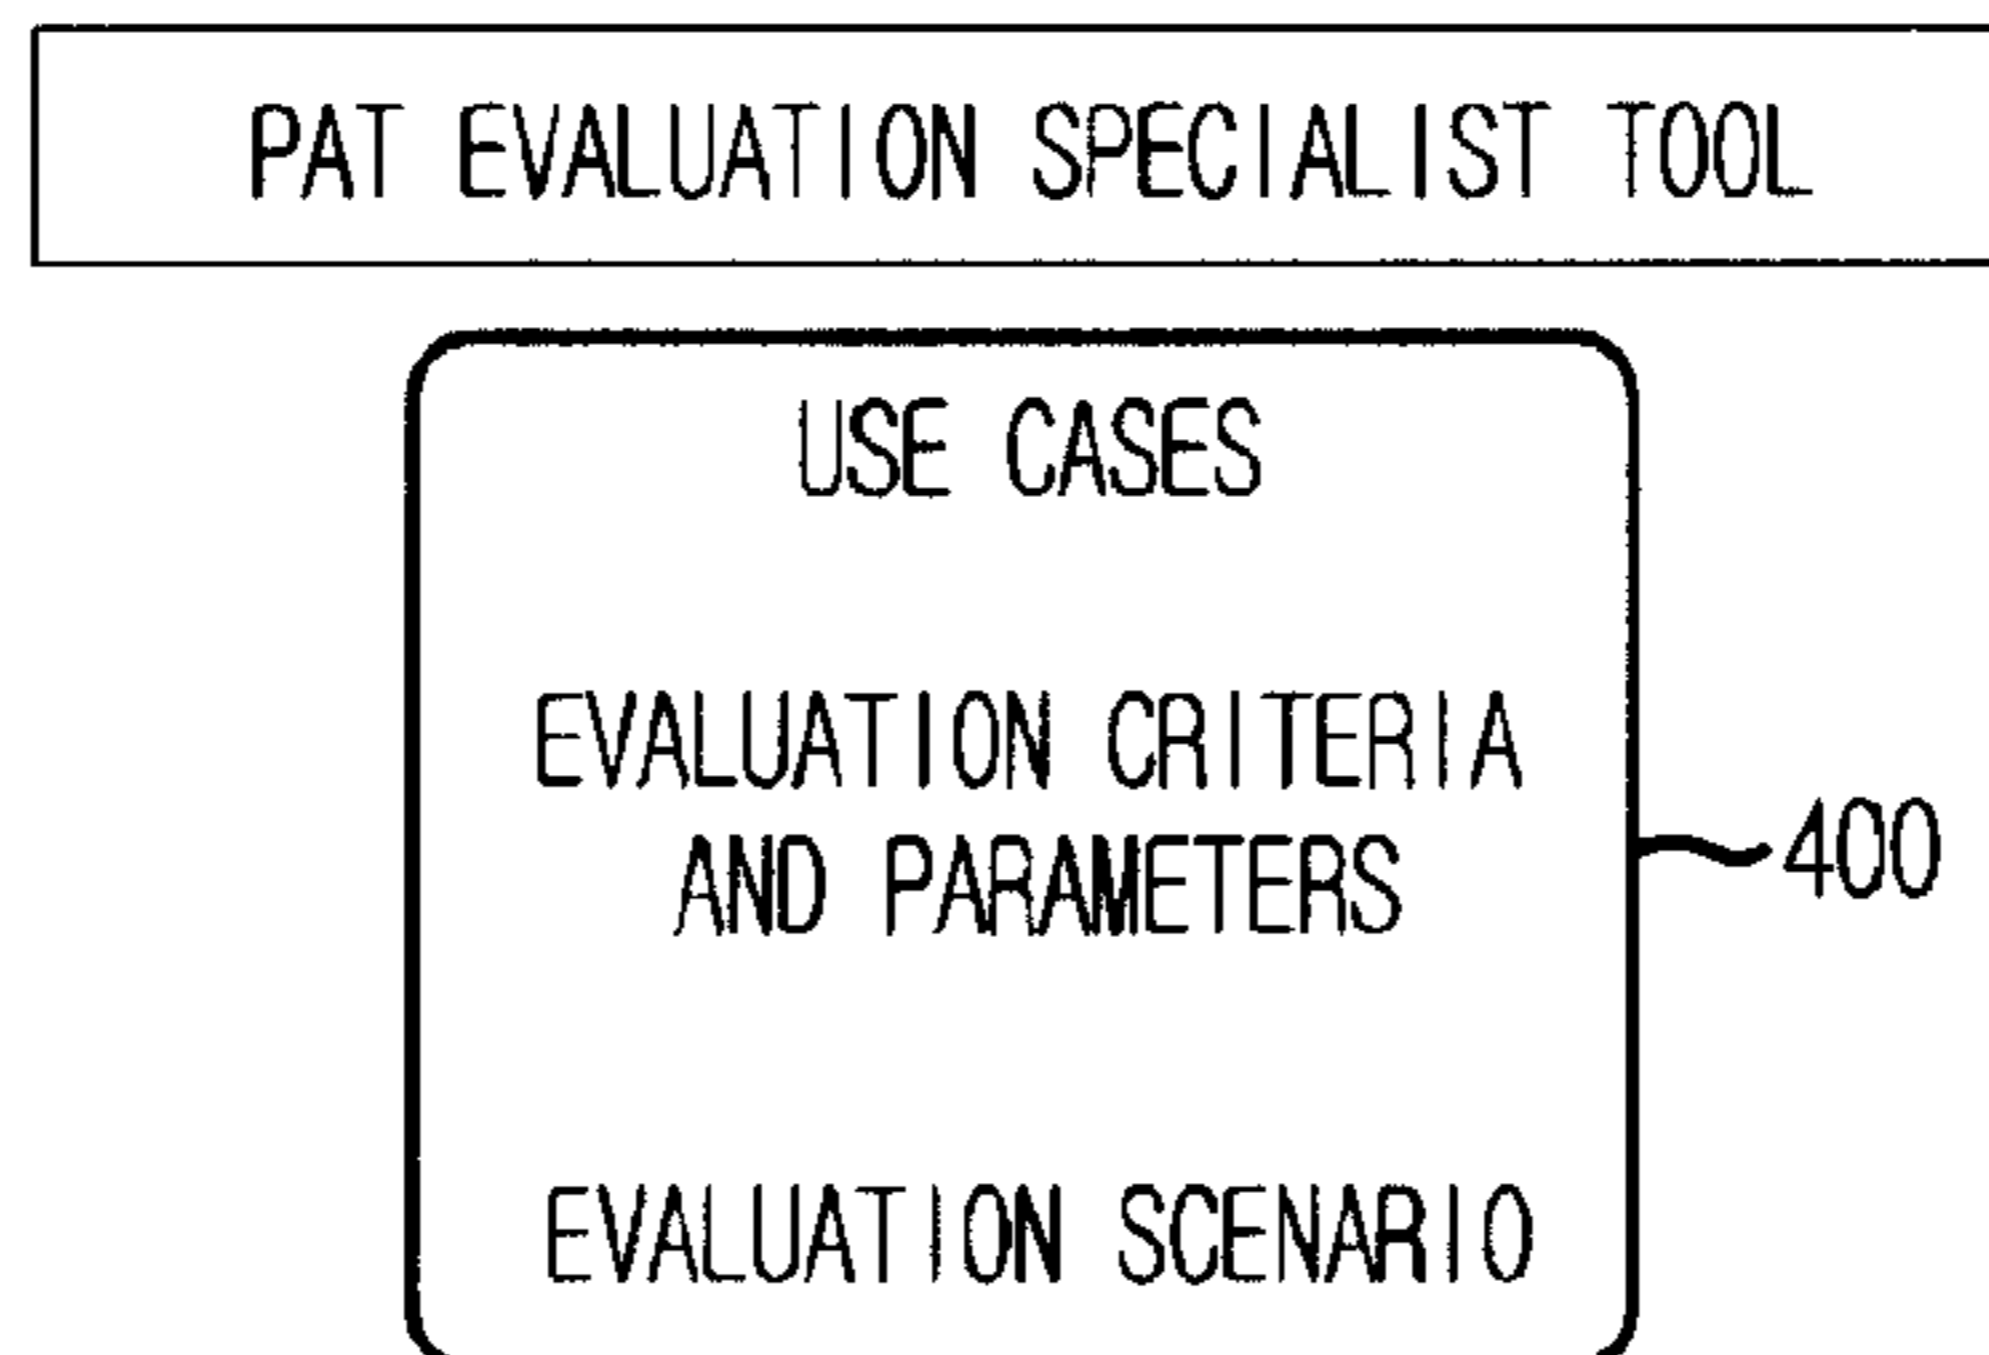 PAT EVALUATION SPECIALIST TOOL
USE CASES
EVALUATION CRITERIA
AND PARAMETERS
400
EVALUATION SCENARIO